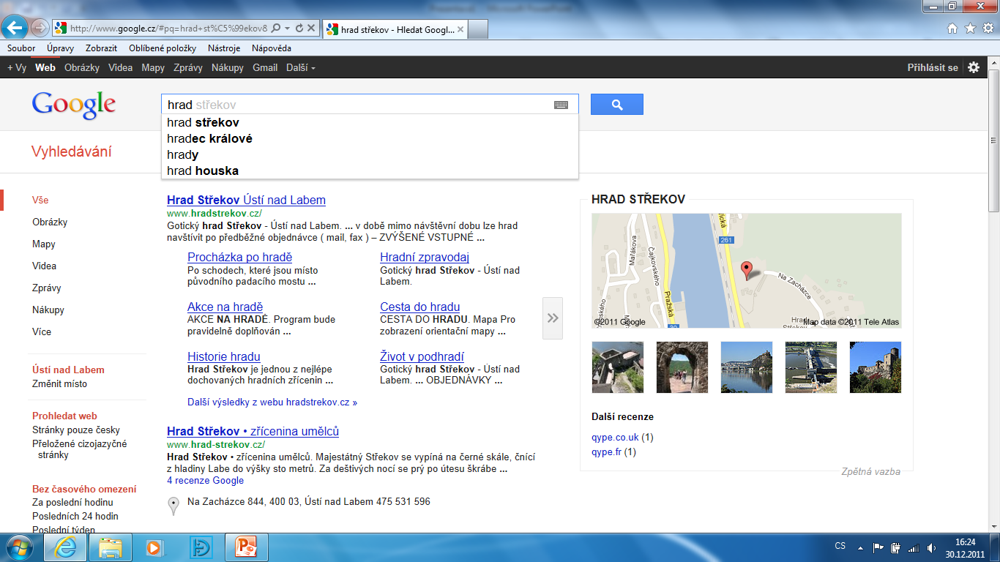 http://www.google.cz/#pq=hrad+st%C5%99ekov&
hrad střekov - Hledat Googl...
Soubor Úpravy Zobrazit Oblíbené položky Nástroje Nápověda
+ Vy Web Obrázky Videa Mapy Zprávy Nákupy Gmail Další
Přihlásit se
Google
hrad střekov
hrad střekov
hradec králové
hrady
hrad houska
Vyhledávání
Vše
Obrázky
Mapy
Videa
Zprávy
Nákupy
Více
Ústí nad Labem
Změnit místo
Prohledat web
Stránky pouze česky
Přeložené cizojazyčné
stránky
Bez časového omezení
Za poslední hodinu
Posledních 24 hodin
Poslední týden
Hrad Střekov Ústí nad Labem
www.hradstrekov.cz/
Gotický hrad Střekov - Ústí nad Labem. ... v době mimo návštěvní dobu lze hrad
navštívit po předběžné objednávce ( mail, fax ) – ZVÝŠENÉ VSTUPNÉ ...
Procházka po hradě
Po schodech, které jsou místo
původního padacího mostu ...
Hradní zpravodaj
Gotický hrad Střekov - Ústí nad
Labem.
Akce na hradě
AKCE NA HRADĚ. Program bude
pravidelně doplňován ...
Cesta do hradu
CESTA DO HRADU. Mapa Pro
zobrazení orientační mapy ...
Historie hradu
Hrad Střekov je jednou z nejlépe
dochovaných hradních zřícenin ...
Život v podhradí
Gotický hrad Střekov - Ústí nad
Labem. ... OBJEDNÁVKY ...
Další výsledky z webu hradstrekov.cz »
Hrad Střekov • zřícenina umělců
www.hrad-strekov.cz/
Hrad Střekov • zřícenina umělců. Majestátný Střekov se vypíná na černé skále, čnící
z hladiny Labe do výšky sto metrů. Za deštivých nocí se prý po útesu škrábe ...
4 recenze Google
Na Zacházce 844, 400 03, Ústí nad Labem 475 531 596
HRAD STŘEKOV
261
Mařákova
Čajkovského
Pražská
Na Zacházce
30
Hradní
©2011 Google
Map data ©2011 Tele Atlas
Další recenze
qype.co.uk (1)
qype.fr (1)
Zpětná vazba
CS
16:24
30.12.2011